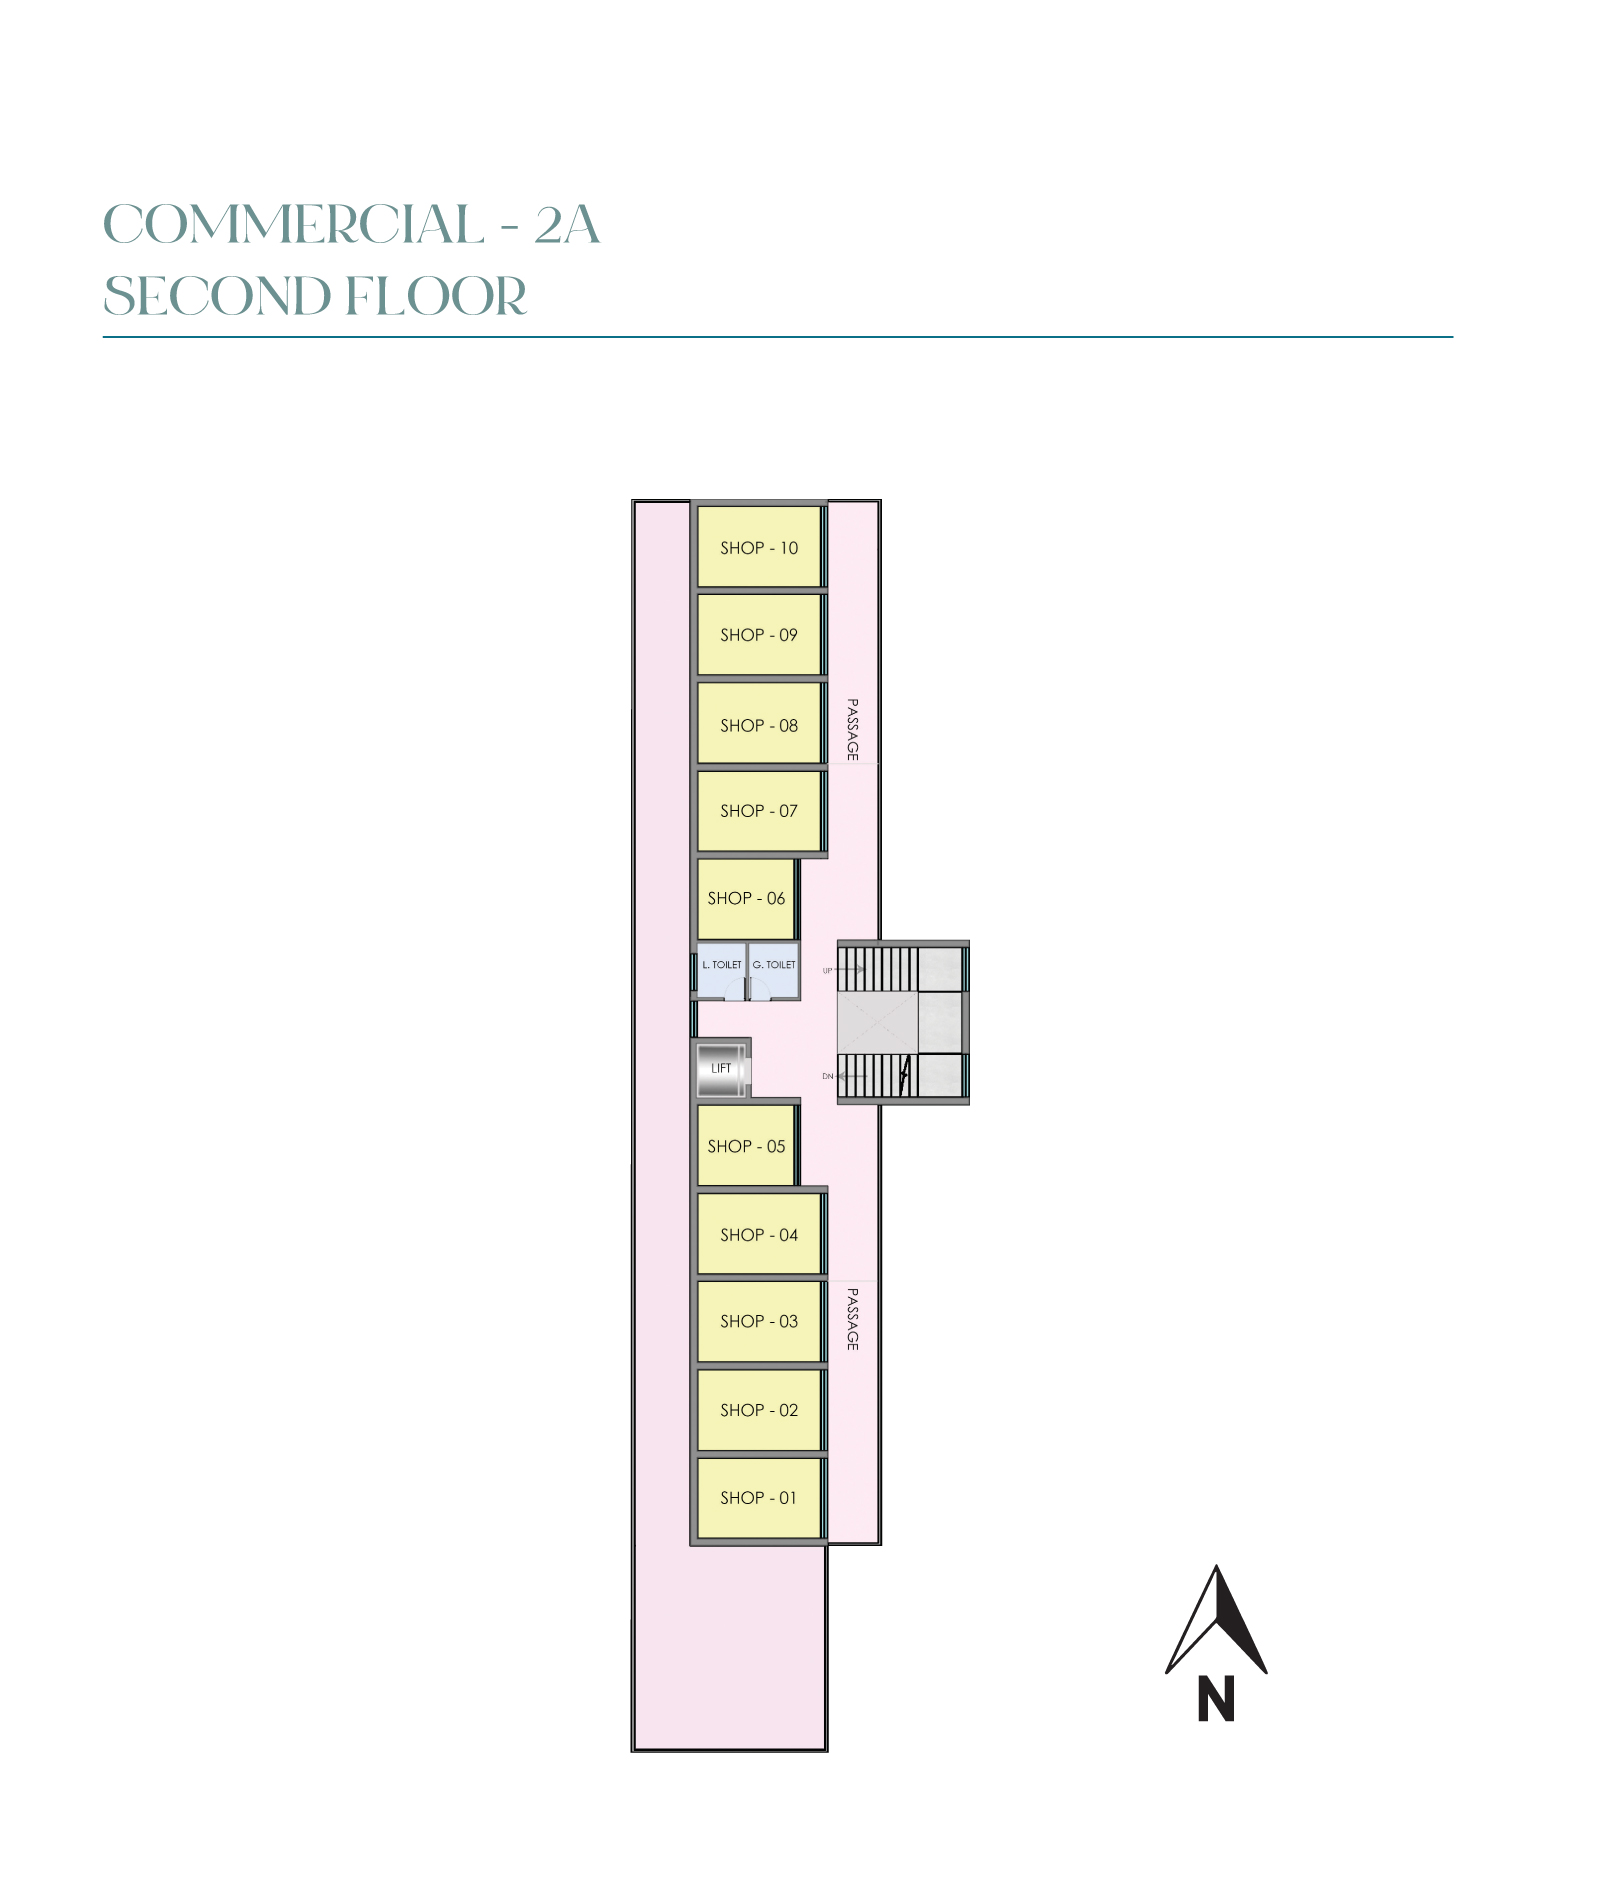 COMMERCIAL - 2A
SECOND FLOOR
SHOP - 10
SHOP - 09
SHOP - 08
PASSAGE
SHOP - 07
SHOP - 06
L. TOILET
G. TOILET
UP
LIFT
DN
SHOP - 05
SHOP - 04
SHOP - 03
PASSAGE
SHOP - 02
SHOP - 01
N